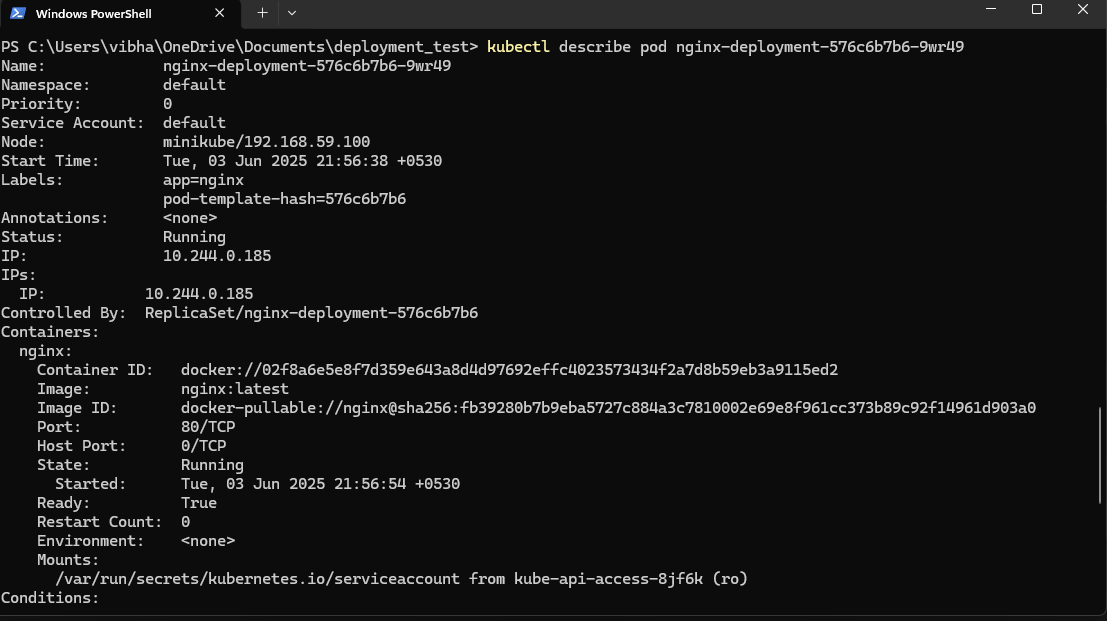 Windows PowerShell
PS C:\Users\vibha\OneDrive\Documents\deployment_test> kubectl describe pod nginx-deployment-576c6b7b6-9wr49
Name:             nginx-deployment-576c6b7b6-9wr49
Namespace:        default
Priority:         0
Service Account:  default
Node:             minikube/192.168.59.100
Start Time:       Tue, 03 Jun 2025 21:56:38 +0530
Labels:           app=nginx
                  pod-template-hash=576c6b7b6
Annotations:      <none>
Status:           Running
IP:               10.244.0.185
IPs:
  IP:           10.244.0.185
Controlled By:  ReplicaSet/nginx-deployment-576c6b7b6
Containers:
  nginx:
    Container ID:   docker://02f8a6e5e8f7d359e643a8d4d97692effc4023573434f2a7d8b59eb3a9115ed2
    Image:          nginx:latest
    Image ID:       docker-pullable://nginx@sha256:fb39280b7b9eba5727c884a3c7810002e69e8f961cc373b89c92f14961d903a0
    Port:           80/TCP
    Host Port:      0/TCP
    State:          Running
      Started:      Tue, 03 Jun 2025 21:56:54 +0530
    Ready:          True
    Restart Count:  0
    Environment:    <none>
    Mounts:
      /var/run/secrets/kubernetes.io/serviceaccount from kube-api-access-8jf6k (ro)
Conditions: